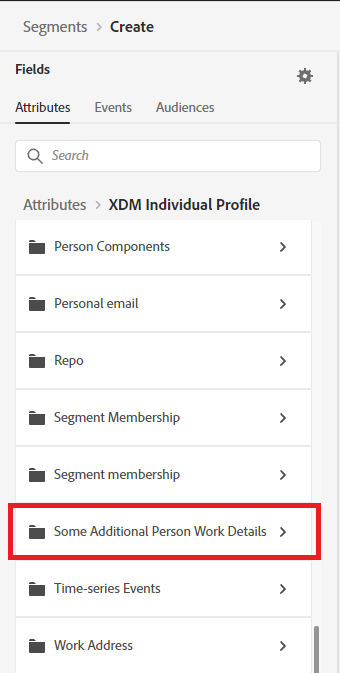 Segments > Create
Fields
Attributes Events Audiences
Search
Attributes > XDM Individual Profile
Person Components
Personal email
Repo
Segment Membership
Segment membership
Some Additional Person Work Details
Time-series Events
Work Address